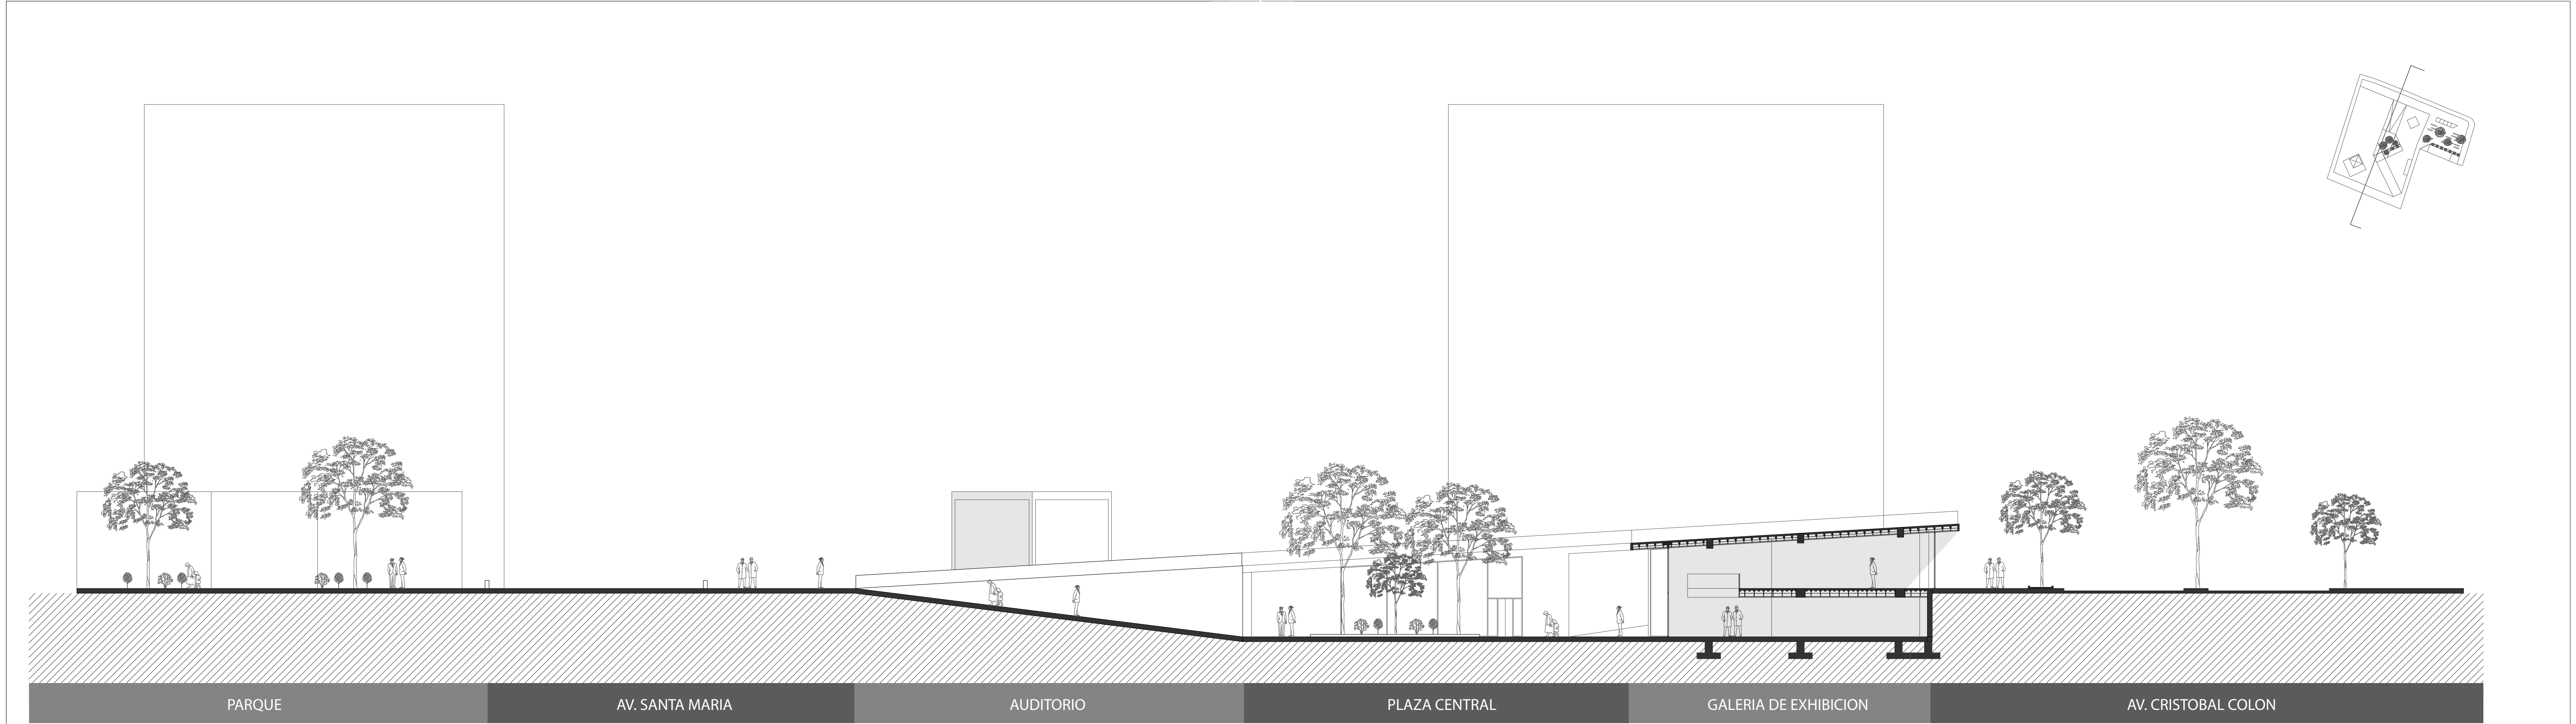 PARQUE
AV. SANTA MARIA
AUDITORIO
PLAZA CENTRAL
GALERIA DE EXHIBICION
AV. CRISTOBAL COLON